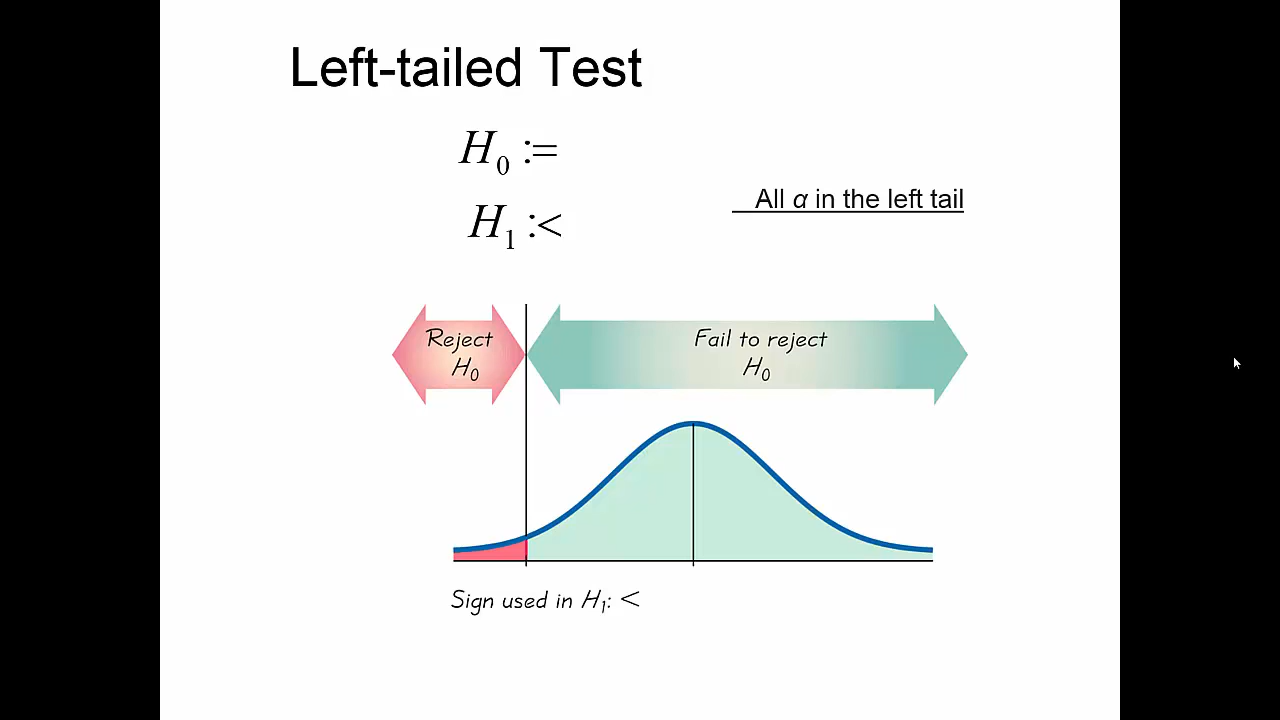 Left-tailed Test
H₀ :=
All α in the left tail
H₁ :<
Reject
H₀
Fail to reject
H₀
Sign used in H₁: <